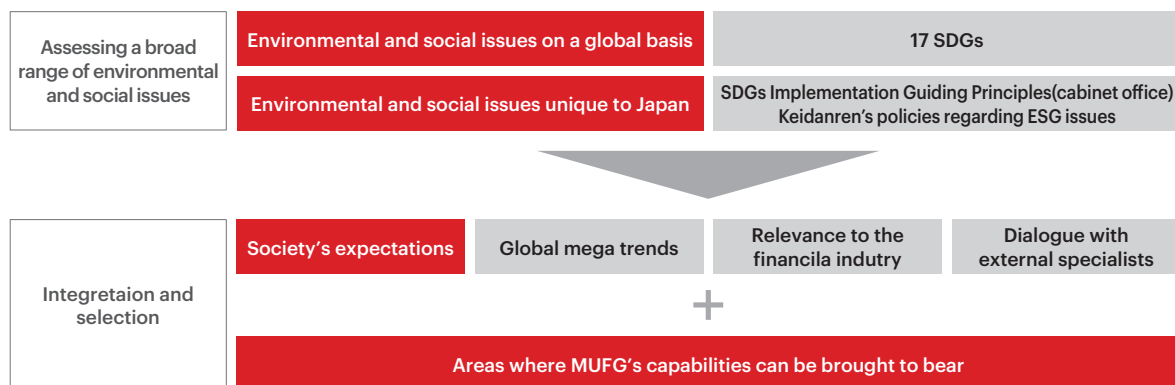 Assessing a broad
range of environmental
and social issues
Environmental and social issues on a global basis
17 SDGs
Environmental and social issues unique to Japan
SDGs Implementation Guiding Principles(cabinet office)
Keidanren's policies regarding ESG issues
Integretaion and
selection
Society's expectations
Global mega trends
Relevance to the
financila indutry
Dialogue with
external specialists
+
Areas where MUFG's capabilities can be brought to bear